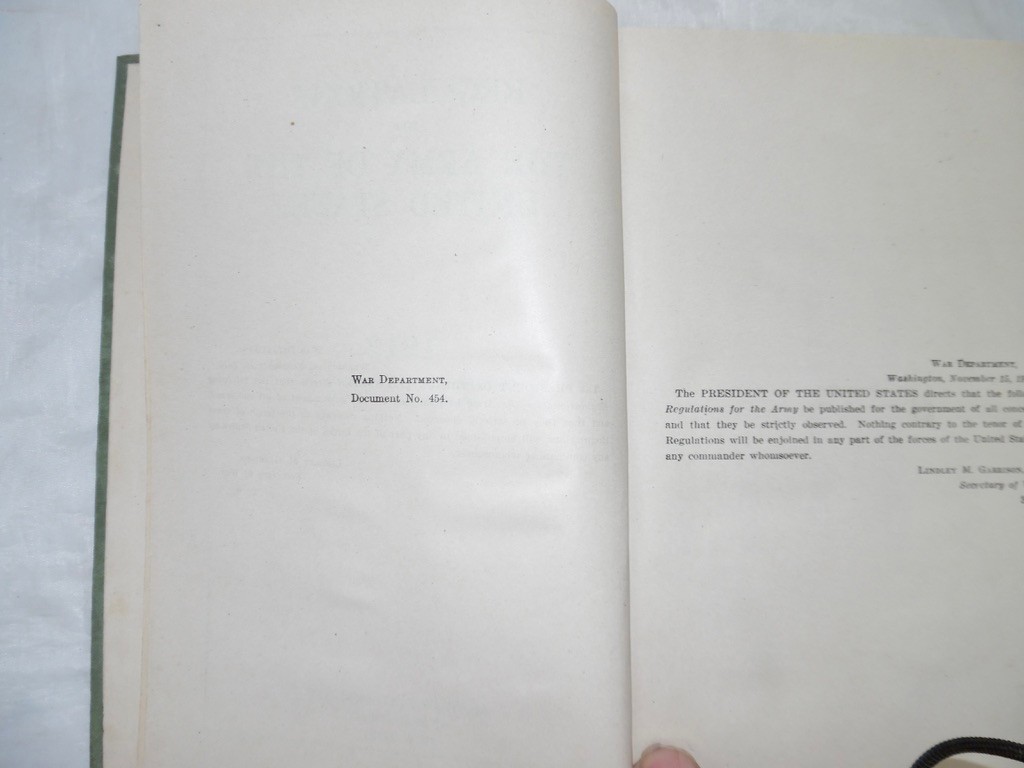 War Department,
Document No. 454.
War Department,
Washington, November 15,
The PRESIDENT OF THE UNITED STATES directs that the
Regulations for the Army be published for the government of all
and that they be strictly observed. Nothing contrary to the tenor of
Regulations will be enjoined in any part of the forces of the United
any commander whomsoever.
Lindley M. Garrison,
Secretary of